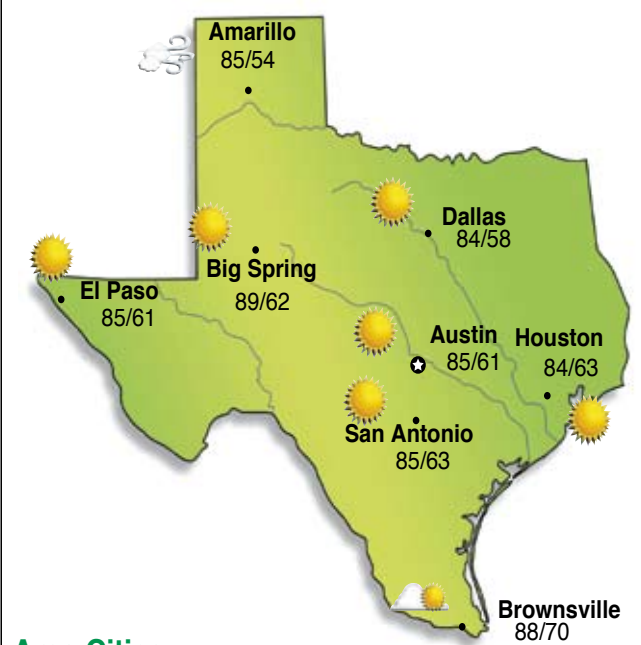 Amarillo
85/54
Dallas
84/58
Big Spring
89/62
El Paso
85/61
Austin
85/61
Houston
84/63
San Antonio
85/63
Brownsville
88/70